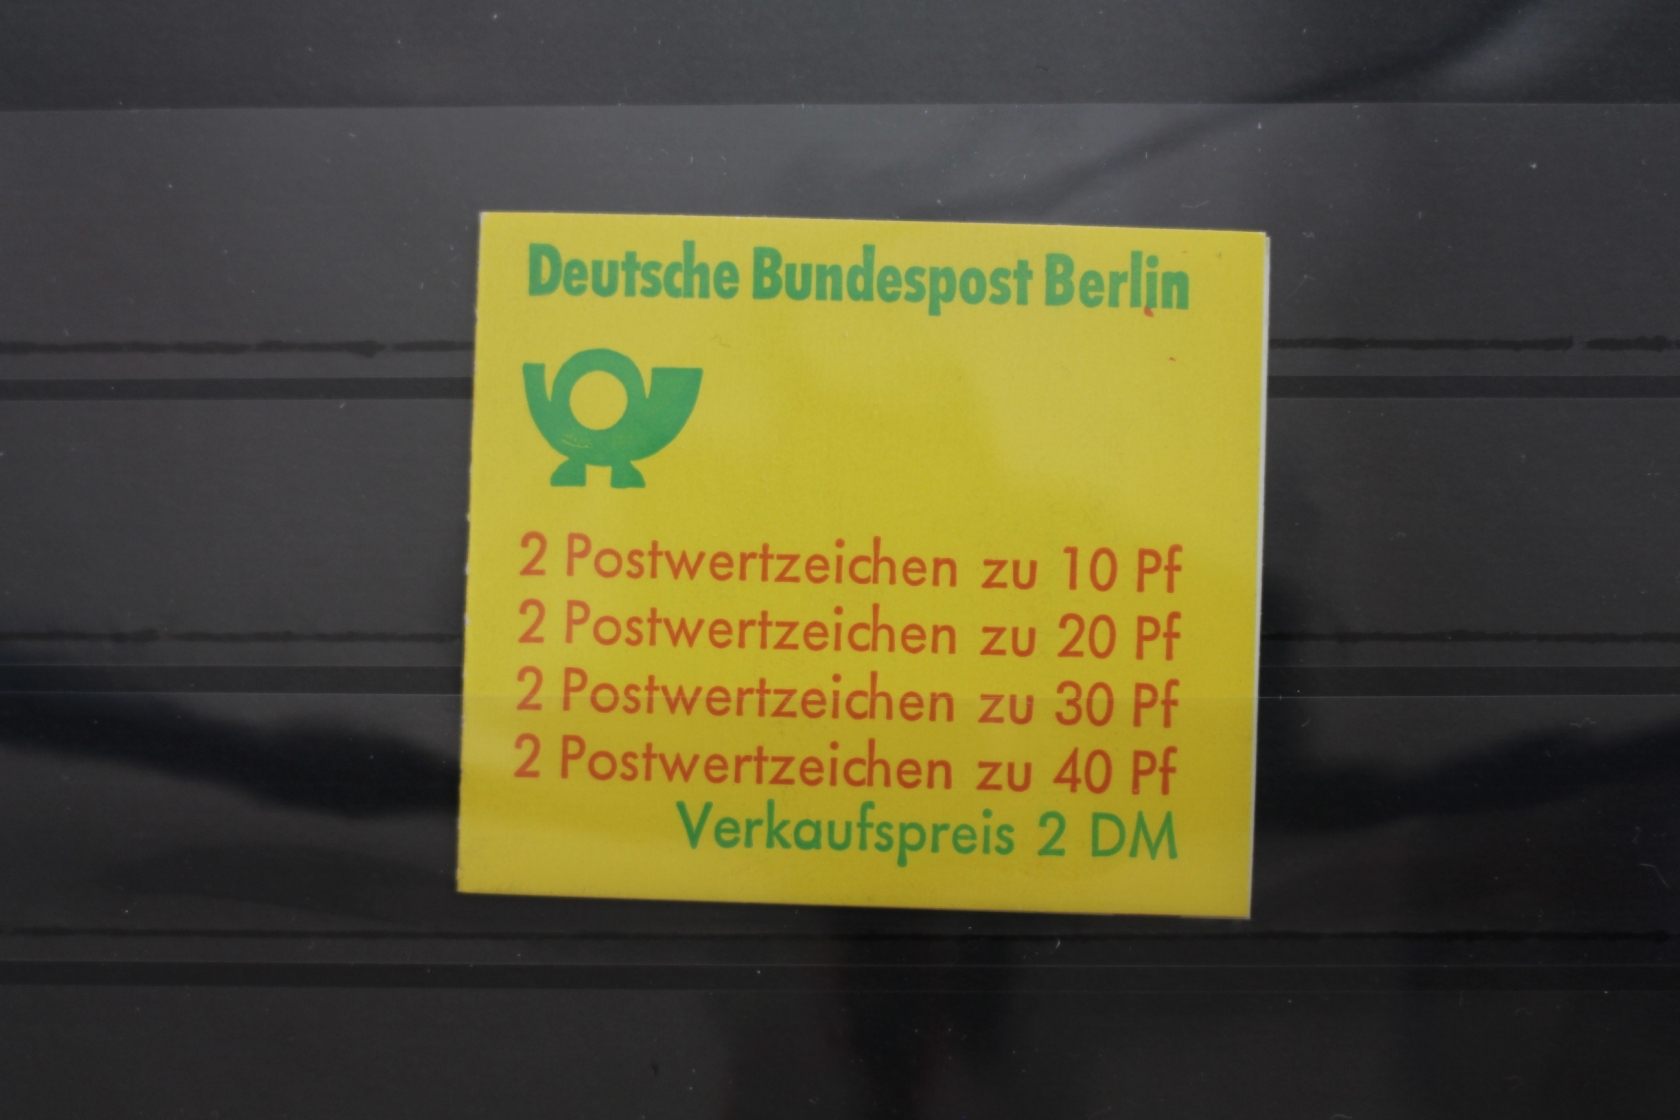 Deutsche Bundespost Berlin
2 Postwertzeichen zu 10 Pf
2 Postwertzeichen zu 20 Pf
2 Postwertzeichen zu 30 Pf
2 Postwertzeichen zu 40 Pf
Verkaufspreis 2 DM